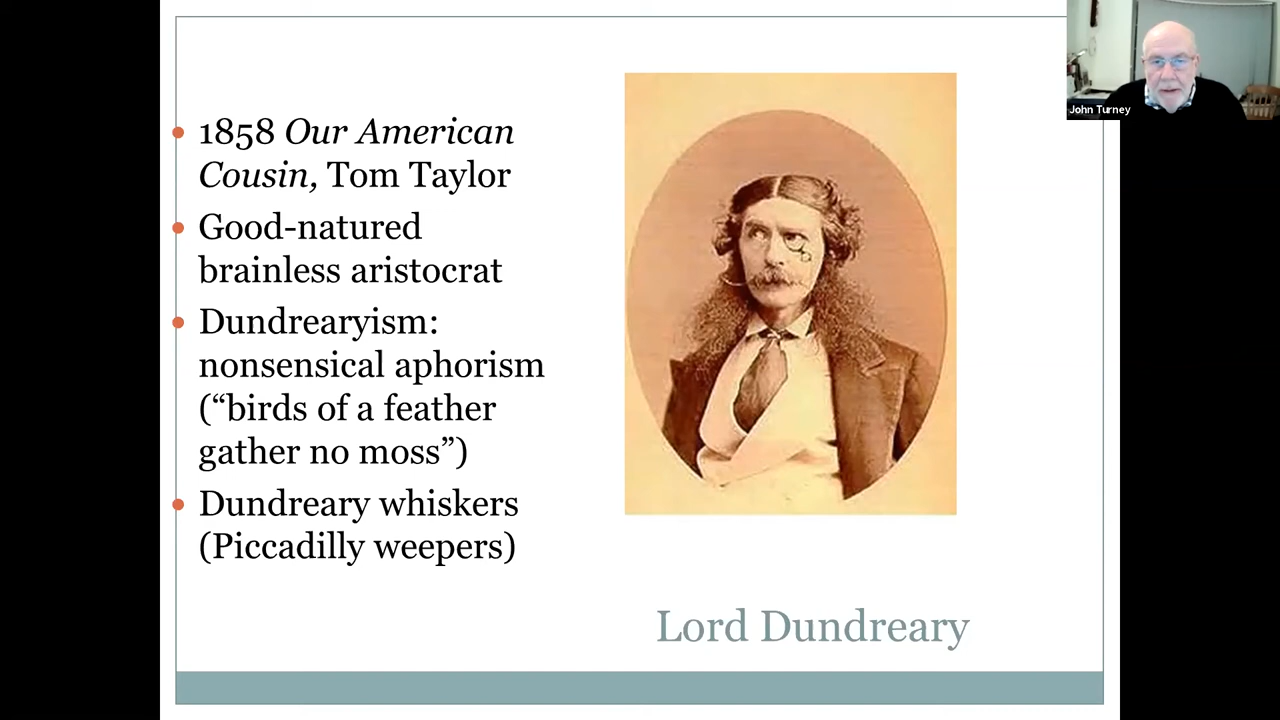 1858 Our American
Cousin, Tom Taylor
Good-natured
brainless aristocrat
Dundrearyism:
nonsensical aphorism
(“birds of a feather
gather no moss”)
Dundreary whiskers
(Piccadilly weepers)
Lord Dundreary
John Turney